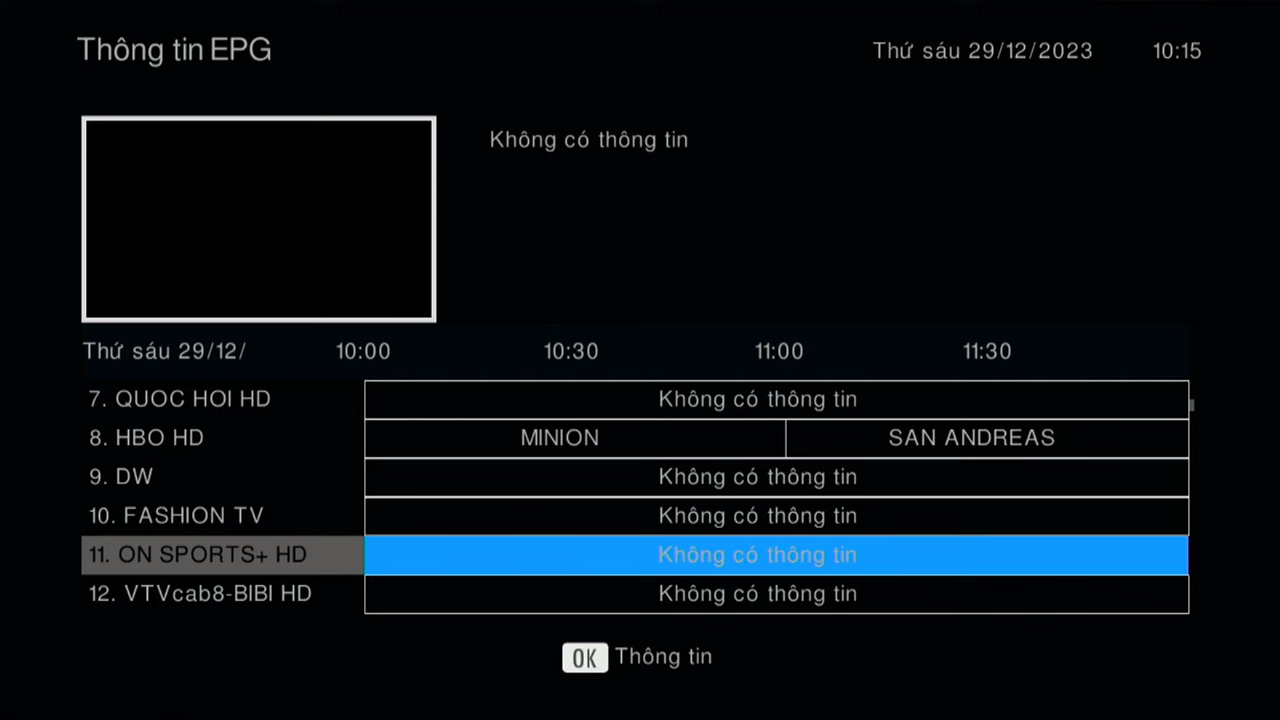 Thông tin EPG
Thứ sáu 29/12/2023 10:15
Không có thông tin
Thứ sáu 29/12/ 10:00 10:30 11:00 11:30
7. QUOC HOI HD Không có thông tin
8. HBO HD MINION SAN ANDREAS
9. DW Không có thông tin
10. FASHION TV Không có thông tin
11. ON SPORTS+ HD Không có thông tin
12. VTVcab8-BIBI HD Không có thông tin
OK Thông tin